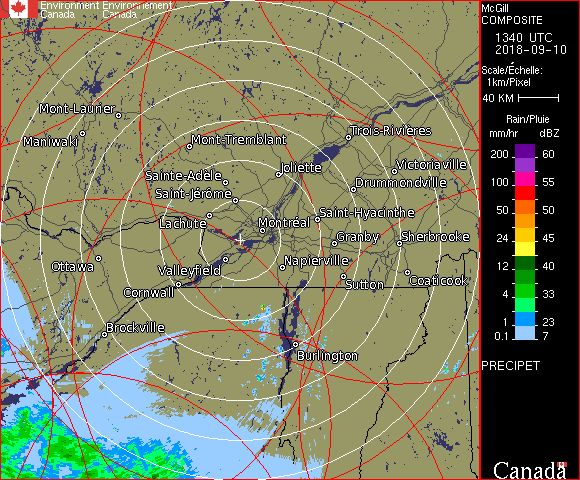 Environment Environnement
Canada Canada
McGill
COMPOSITE
1340 UTC
2018-09-10
Scale/Échelle:
1km/Pixel
40 KM
Rain/Pluie
mm/hr dBZ
200 60
155
100 55
50 50
24 45
12 40
4 33
1 23
0.1 7
PRECIPET
Canada
Mont-Laurier
Maniwaki
Mont-Tremblant
Trois-Rivières
Joliette
Victoriaville
Sainte-Adèle
Drummondville
Saint-Jérôme
Lachute
Montréal
Saint-Hyacinthe
Granby
Sherbrooke
Ottawa
Valleyfield
Napierville
Cornwall
Sutton
Coaticook
Brockville
Burlington